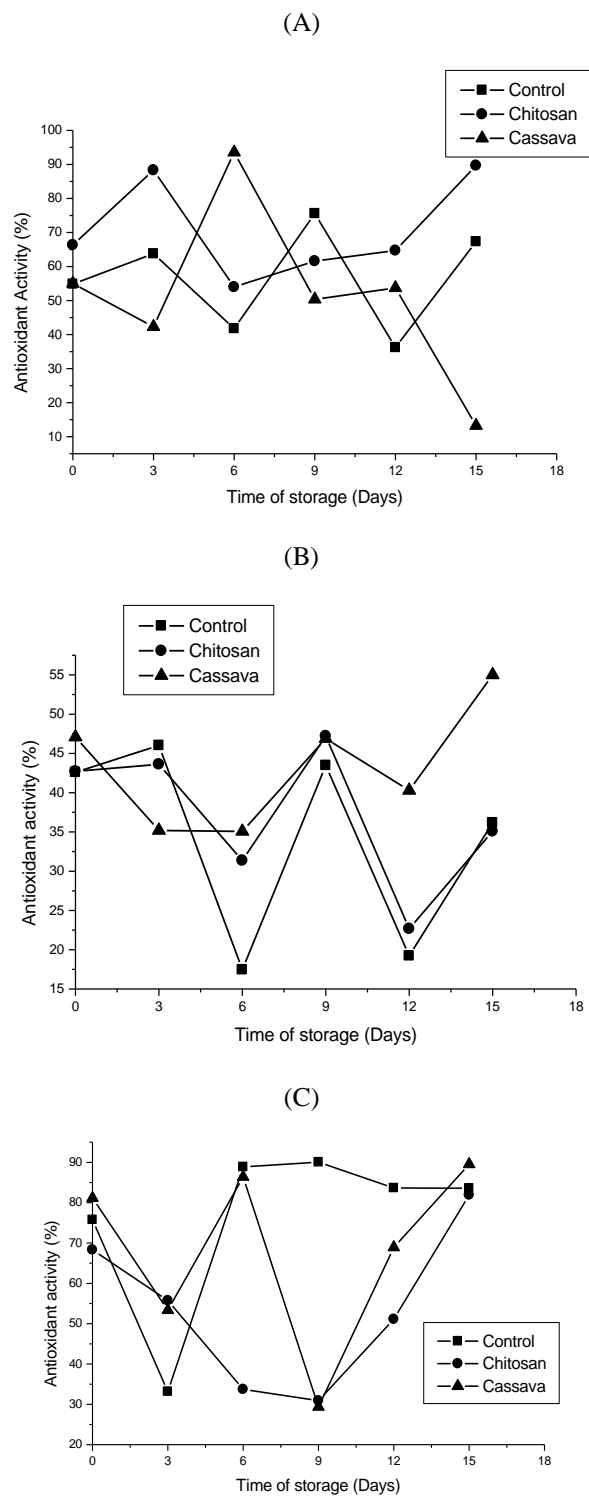 (A)
Control
Chitosan
Cassava
100
90
80
70
60
50
40
30
20
10
Antioxidant Activity (%)
0 3 6 9 12 15 18
Time of storage (Days)
(B)
Control
Chitosan
Cassava
55
50
45
40
35
30
25
20
15
Antioxidant activity (%)
0 3 6 9 12 15 18
Time of storage (Days)
(C)
90
80
70
60
50
40
30
20
Antioxidant activity (%)
Control
Chitosan
Cassava
0 3 6 9 12 15 18
Time of storage (Days)